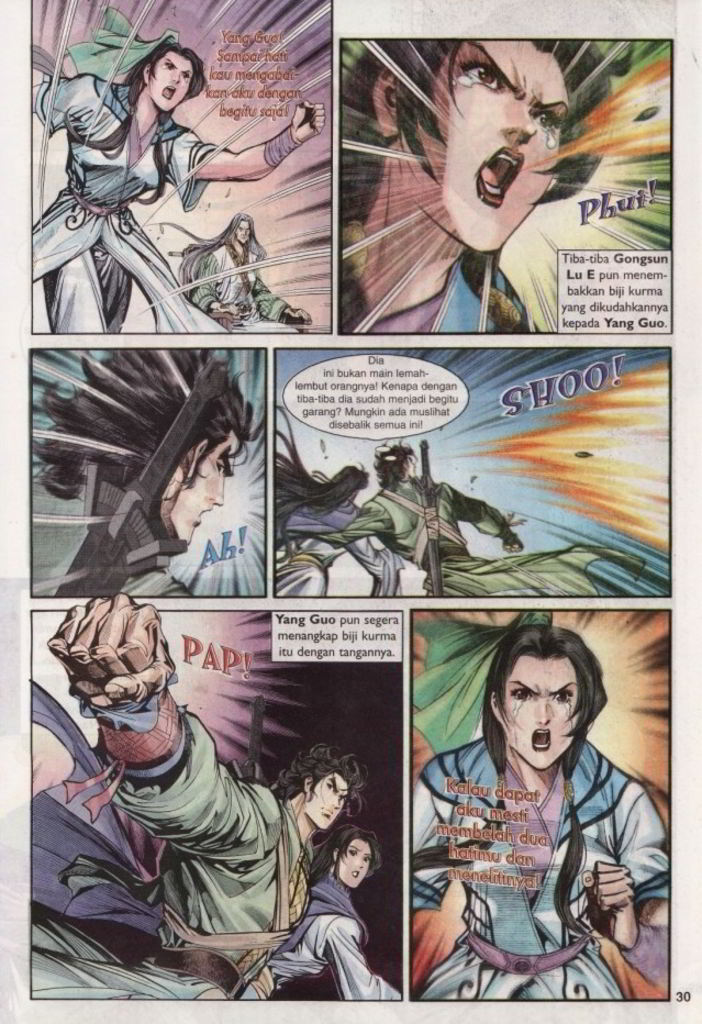 Yang Guo!
Sampai hati
kau mengabai-
kan aku dengan
begitu saja!
Phui!
Tiba-tiba Gongsun
Lu E pun menem-
bakkan biji kurma
yang dikudahkannya
kepada Yang Guo.
Ah!
Dia
ini bukan main lemah-
lembut orangnya! Kenapa dengan
tiba-tiba dia sudah menjadi begitu
garang? Mungkin ada muslihat
disebalik semua ini!
SHOO!
PAP!
Yang Guo pun segera
menangkap biji kurma
itu dengan tangannya.
Kalau dapat
aku mesti
membelah dua
hatimu dan
menelitinya!
30